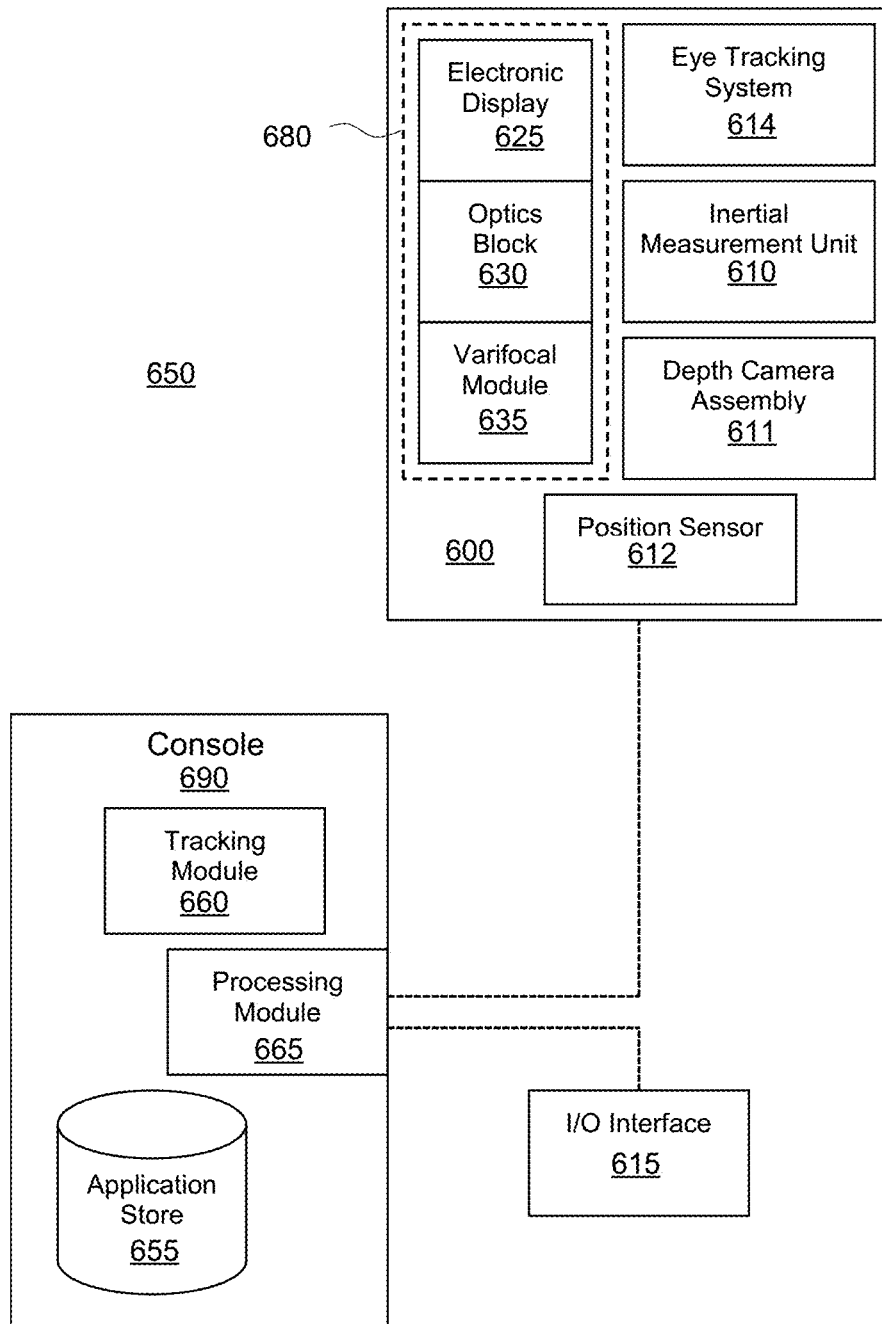 680
Electronic
Display
625
Optics
Block
630
Varifocal
Module
635
Eye Tracking
System
614
Inertial
Measurement Unit
610
Depth Camera
Assembly
611
600
Position Sensor
612
650
Console
690
Tracking
Module
660
Processing
Module
665
Application
Store
655
I/O Interface
615